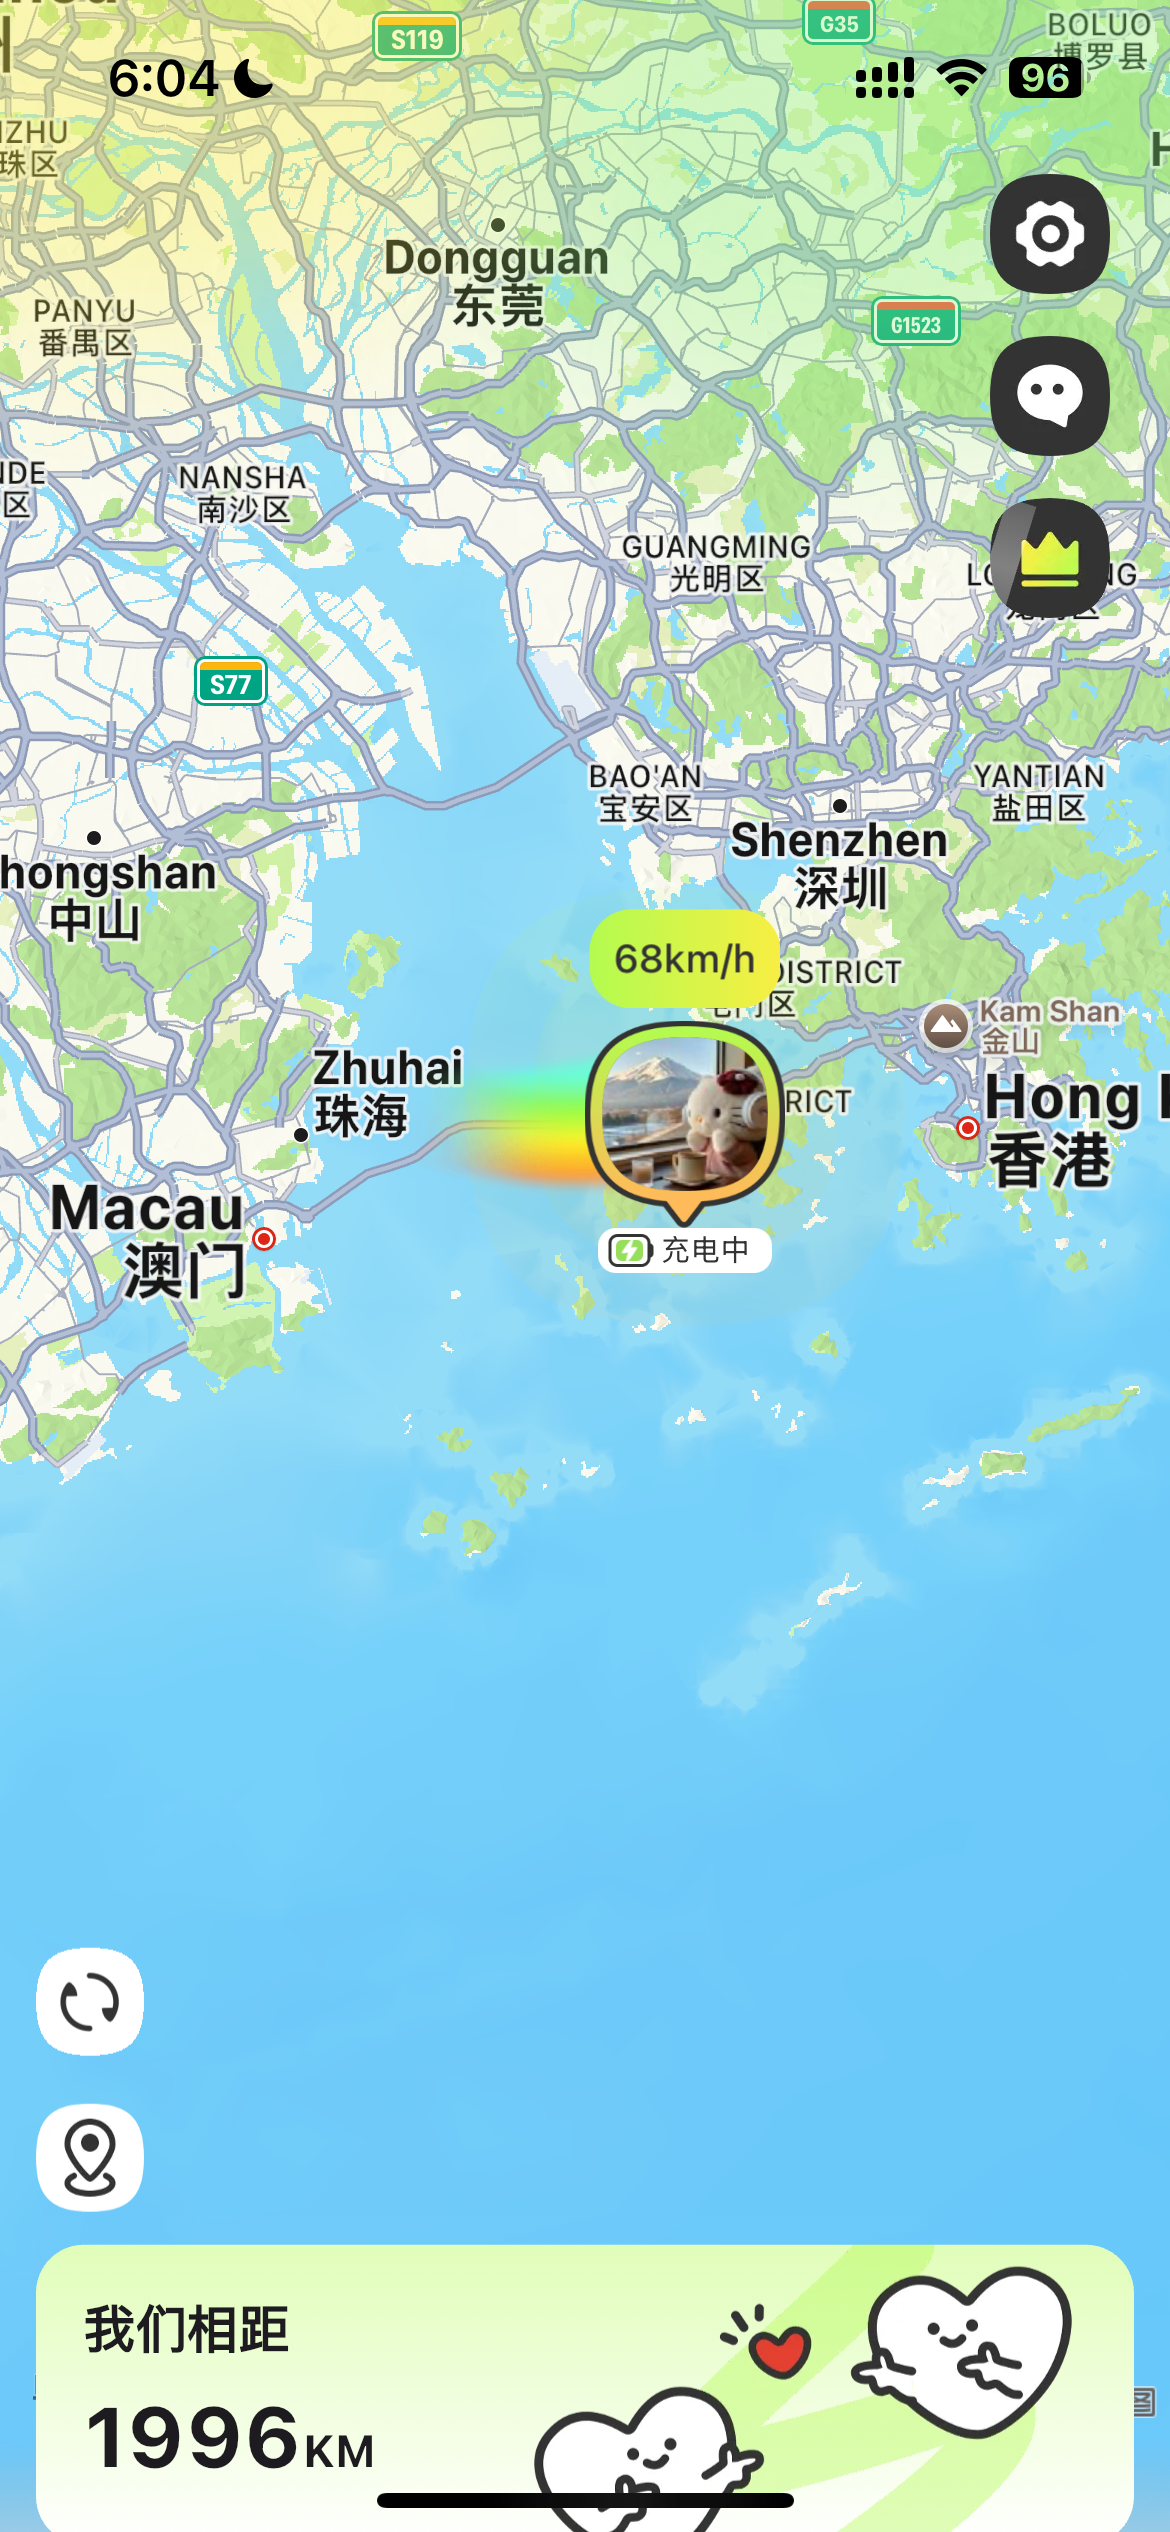 S119
G35
BOLUO
博罗县
6:04
96
珠区
Dongguan
东莞
PANYU
番禺区
G1523
NANSHA
南沙区
区
GUANGMING
光明区
S77
BAO'AN
宝安区
YANTIAN
盐田区
Shenzhen
深圳
hongshan
中山
68km/h
DISTRICT
Kam Shan
金山
Zhuhai
珠海
RICT
Hong
香港
Macau
澳门
充电中
我们相距
1996KM